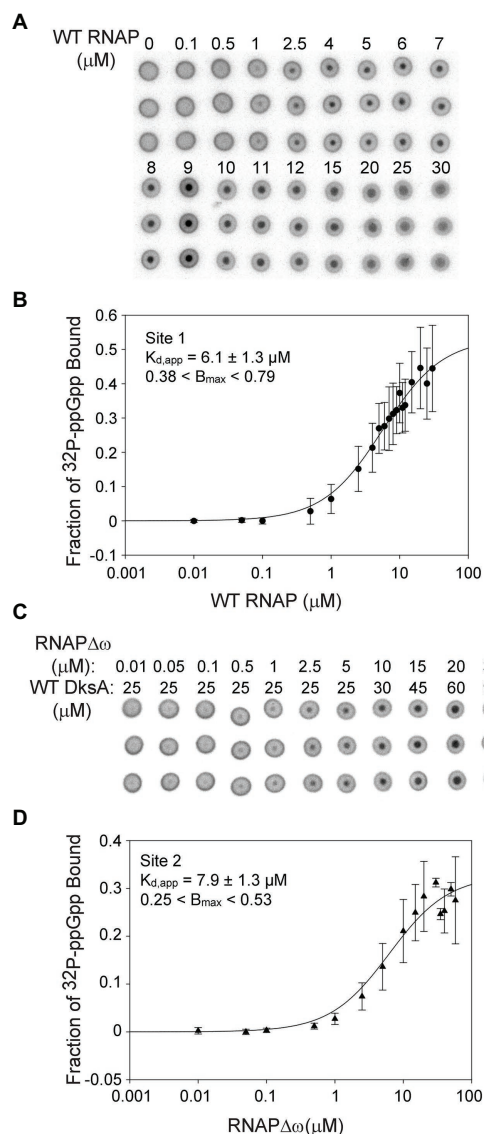 A
WT RNAP
(μM)
0 0.1 0.5 1 2.5 4 5 6 7
8 9 10 11 12 15 20 25 30
B
Site 1
Kd,app = 6.1 ± 1.3 μM
0.38 < Bmax < 0.79
0.6
0.5
0.4
0.3
0.2
0.1
0
-0.1
Fraction of 32P-ppGpp Bound
0.001 0.01 0.1 1 10 100
WT RNAP (μM)
C
RNAPΔω
(μM): 0.01 0.05 0.1 0.5 1 2.5 5 10 15 20
WT DksA: 25 25 25 25 25 25 25 30 45 60
(μM)
D
Site 2
Kd,app = 7.9 ± 1.3 μM
0.25 < Bmax < 0.53
0.4
0.3
0.2
0.1
0
-0.05
Fraction of 32P-ppGpp Bound
0.001 0.01 0.1 1 10 100
RNAPΔω(μM)